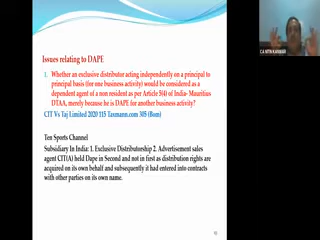 Issues relating to DAPE
1. Whether an exclusive distributor acting independently on a principal to
principal basis (for one business activity) would be considered as a
dependent agent of a non resident as per Article 5(4) of India- Mauritius
DTAA, merely because he is DAPE for another business activity?
CIT Vs Taj Limited 2020 115 Taxmann.com 305 (Bom)
Ten Sports Channel
Subsidiary In India: 1. Exclusive Distributorship 2. Advertisement sales
agent CIT(A) held Dape in Second and not in first as distribution rights are
acquired on its own behalf and subsequently it had entered into contracts
with other parties on its own name.
CA NITIN KANWAR